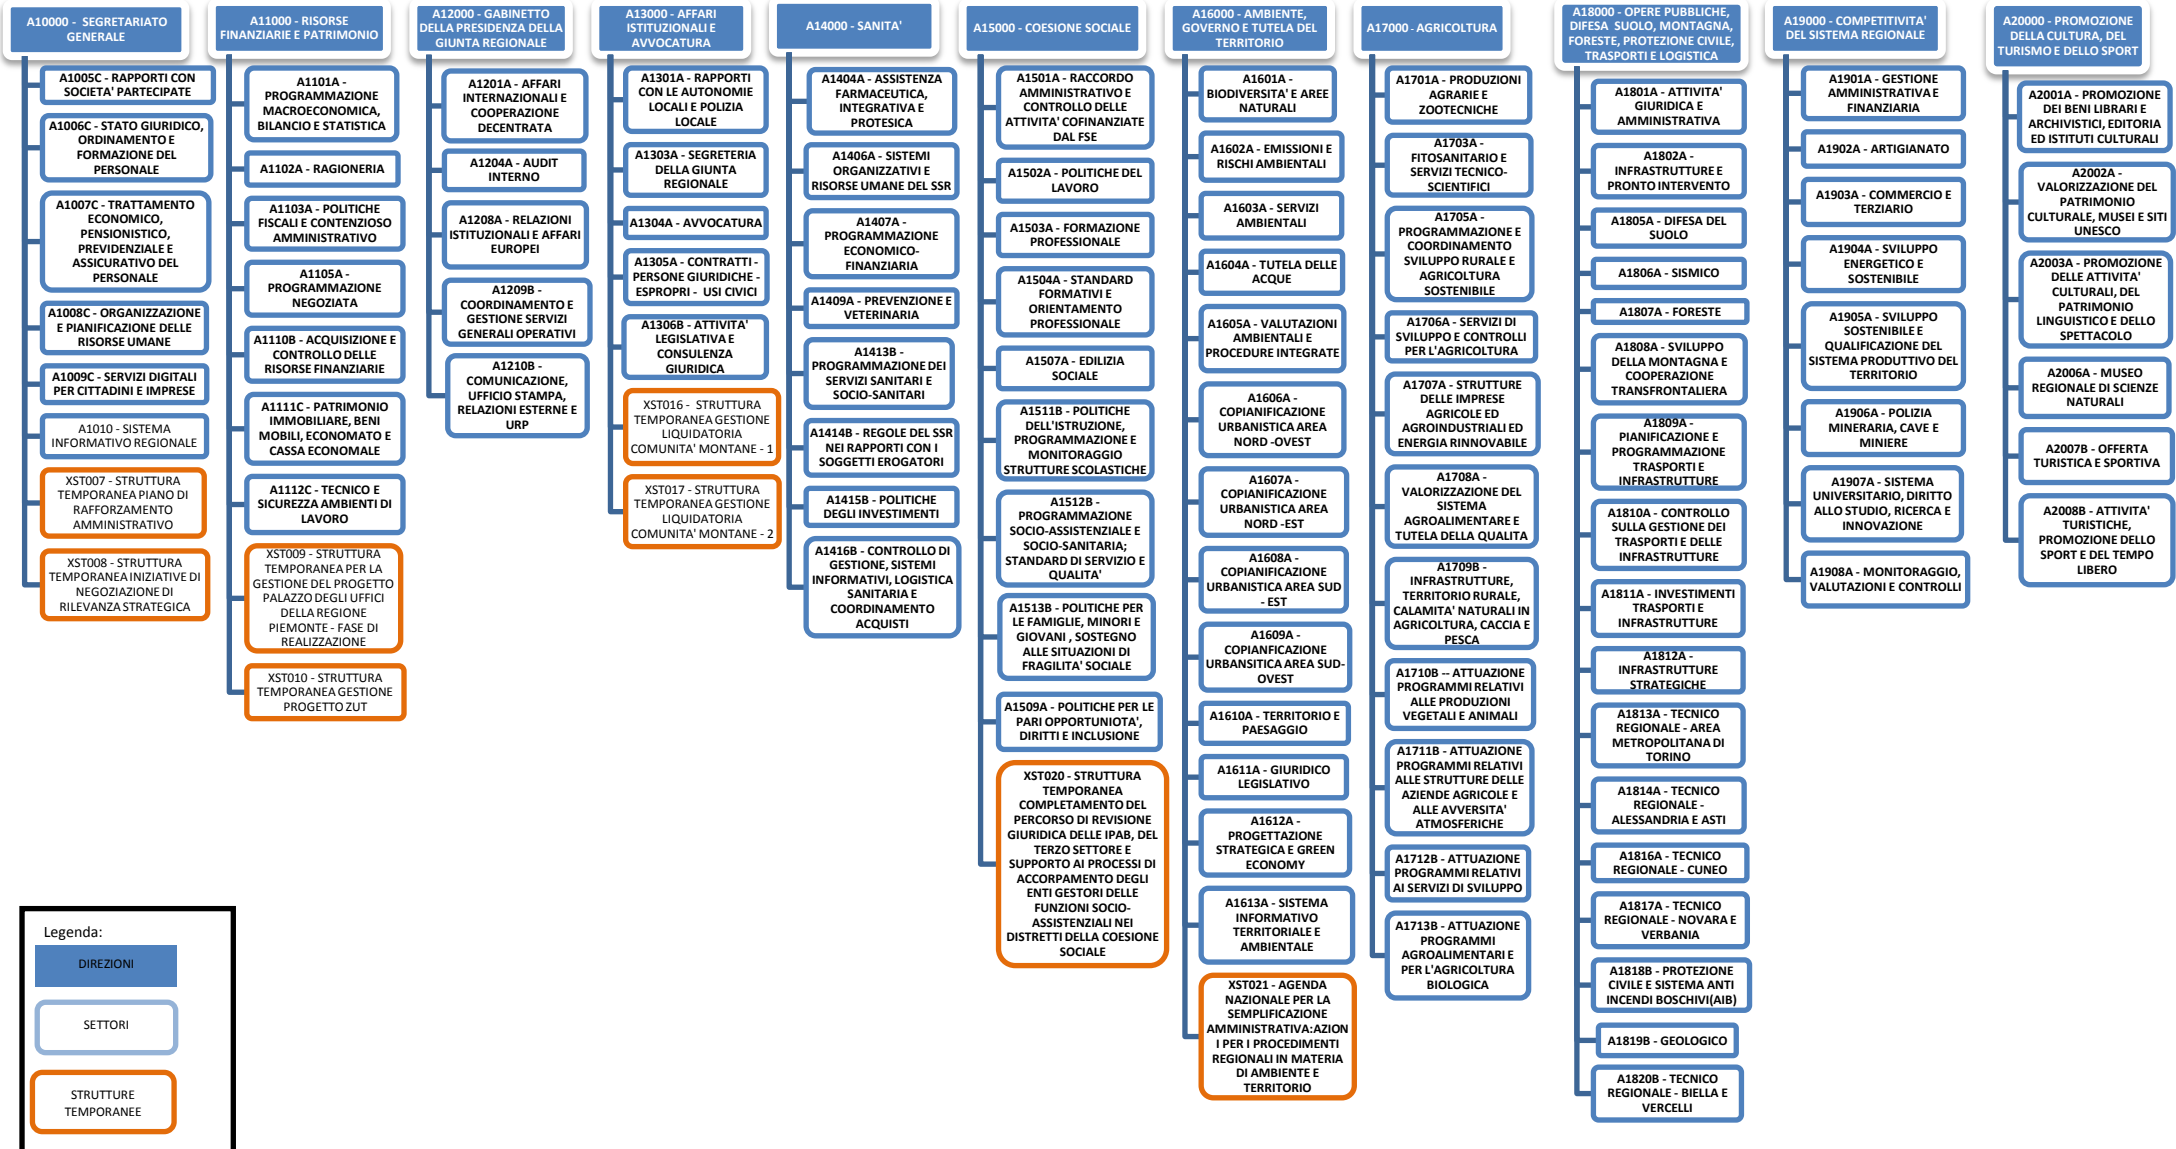 A10000 - SEGRETARIATO
GENERALE
A1005C - RAPPORTI CON
SOCIETA' PARTECIPATE
A1006C - STATO GIURIDICO,
ORDINAMENTO E
FORMAZIONE DEL
PERSONALE
A1007C - TRATTAMENTO
ECONOMICO,
PENSIONISTICO,
PREVIDENZIALE E
ASSICURATIVO DEL
PERSONALE
A1008C - ORGANIZZAZIONE
E PIANIFICAZIONE DELLE
RISORSE UMANE
A1009C - SERVIZI DIGITALI
PER CITTADINI E IMPRESE
A1010 - SISTEMA
INFORMATIVO REGIONALE
XST007 - STRUTTURA
TEMPORANEA PIANO DI
RAFFORZAMENTO
AMMINISTRATIVO
XST008 - STRUTTURA
TEMPORANEA INIZIATIVE DI
NEGOZIAZIONE DI
RILEVANZA STRATEGICA
A11000 - RISORSE
FINANZIARIE E PATRIMONIO
A1101A -
PROGRAMMAZIONE
MACROECONOMICA,
BILANCIO E STATISTICA
A1102A - RAGIONERIA
A1103A - POLITICHE
FISCALI E CONTENZIOSO
AMMINISTRATIVO
A1105A -
PROGRAMMAZIONE
NEGOZIATA
A1110B - ACQUISIZIONE E
CONTROLLO DELLE
RISORSE FINANZIARIE
A1111C - PATRIMONIO
IMMOBILIARE, BENI
MOBILI, ECONOMATO E
CASSA ECONOMALE
A1112C - TECNICO E
SICUREZZA AMBIENTI DI
LAVORO
XST009 - STRUTTURA
TEMPORANEA PER LA
GESTIONE DEL PROGETTO
PALAZZO DEGLI UFFICI
DELLA REGIONE
PIEMONTE - FASE DI
REALIZZAZIONE
XST010 - STRUTTURA
TEMPORANEA GESTIONE
PROGETTO ZUT
A12000 - GABINETTO
DELLA PRESIDENZA DELLA
GIUNTA REGIONALE
A1201A - AFFARI
INTERNAZIONALI E
COOPERAZIONE
DECENTRATA
A1204A - AUDIT
INTERNO
A1208A - RELAZIONI
ISTITUZIONALI E AFFARI
EUROPEI
A1209B -
COORDINAMENTO E
GESTIONE SERVIZI
GENERALI OPERATIVI
A1210B -
COMUNICAZIONE,
UFFICIO STAMPA,
RELAZIONI ESTERNE E
URP
A13000 - AFFARI
ISTITUZIONALI E
AVVOCATURA
A1301A - RAPPORTI
CON LE AUTONOMIE
LOCALI E POLIZIA
LOCALE
A1303A - SEGRETERIA
DELLA GIUNTA
REGIONALE
A1304A - AVVOCATURA
A1305A - CONTRATTI -
PERSONE GIURIDICHE -
ESPROPRI - USI CIVICI
A1306B - ATTIVITA'
LEGISLATIVA E
CONSULENZA
GIURIDICA
XST016 - STRUTTURA
TEMPORANEA GESTIONE
LIQUIDATORIA
COMUNITA' MONTANE - 1
XST017 - STRUTTURA
TEMPORANEA GESTIONE
LIQUIDATORIA
COMUNITA' MONTANE - 2
A14000 - SANITA'
A1404A - ASSISTENZA
FARMACEUTICA,
INTEGRATIVA E
PROTESICA
A1406A - SISTEMI
ORGANIZZATIVI E
RISORSE UMANE DEL SSR
A1407A -
PROGRAMMAZIONE
ECONOMICO-
FINANZIARIA
A1409A - PREVENZIONE E
VETERINARIA
A1413B -
PROGRAMMAZIONE DEI
SERVIZI SANITARI E
SOCIO-SANITARI
A1414B - REGOLE DEL SSR
NEI RAPPORTI CON I
SOGGETTI EROGATORI
A1415B - POLITICHE
DEGLI INVESTIMENTI
A1416B - CONTROLLO DI
GESTIONE, SISTEMI
INFORMATIVI, LOGISTICA
SANITARIA E
COORDINAMENTO
ACQUISTI
A15000 - COESIONE SOCIALE
A1501A - RACCORDO
AMMINISTRATIVO E
CONTROLLO DELLE
ATTIVITA' COFINANZIATE
DAL FSE
A1502A - POLITICHE DEL
LAVORO
A1503A - FORMAZIONE
PROFESSIONALE
A1504A - STANDARD
FORMATIVI E
ORIENTAMENTO
PROFESSIONALE
A1507A - EDILIZIA
SOCIALE
A1511B - POLITICHE
DELL'ISTRUZIONE,
PROGRAMMAZIONE E
MONITORAGGIO
STRUTTURE SCOLASTICHE
A1512B -
PROGRAMMAZIONE
SOCIO-ASSISTENZIALE E
SOCIO-SANITARIA;
STANDARD DI SERVIZIO E
QUALITA'
A1513B - POLITICHE PER
LE FAMIGLIE, MINORI E
GIOVANI , SOSTEGNO
ALLE SITUAZIONI DI
FRAGILITA' SOCIALE
A1509A - POLITICHE PER LE
PARI OPPORTUNIOTA',
DIRITTI E INCLUSIONE
XST020 - STRUTTURA
TEMPORANEA
COMPLETAMENTO DEL
PERCORSO DI REVISIONE
GIURIDICA DELLE IPAB, DEL
TERZO SETTORE E
SUPPORTO AI PROCESSI DI
ACCORPAMENTO DEGLI
ENTI GESTORI DELLE
FUNZIONI SOCIO-
ASSISTENZIALI NEI
DISTRETTI DELLA COESIONE
SOCIALE
A16000 - AMBIENTE,
GOVERNO E TUTELA DEL
TERRITORIO
A1601A -
BIODIVERSITA' E AREE
NATURALI
A1602A - EMISSIONI E
RISCHI AMBIENTALI
A1603A - SERVIZI
AMBIENTALI
A1604A - TUTELA DELLE
ACQUE
A1605A - VALUTAZIONI
AMBIENTALI E
PROCEDURE INTEGRATE
A1606A -
COPIANIFICAZIONE
URBANISTICA AREA
NORD -OVEST
A1607A -
COPIANIFICAZIONE
URBANISTICA AREA
NORD -EST
A1608A -
COPIANIFICAZIONE
URBANISTICA AREA SUD
- EST
A1609A -
COPIANFICAZIONE
URBANSITICA AREA SUD-
OVEST
A1610A - TERRITORIO E
PAESAGGIO
A1611A - GIURIDICO
LEGISLATIVO
A1612A -
PROGETTAZIONE
STRATEGICA E GREEN
ECONOMY
A1613A - SISTEMA
INFORMATIVO
TERRITORIALE E
AMBIENTALE
XST021 - AGENDA
NAZIONALE PER LA
SEMPLIFICAZIONE
AMMINISTRATIVA:AZION
I PER I PROCEDIMENTI
REGIONALI IN MATERIA
DI AMBIENTE E
TERRITORIO
A17000 - AGRICOLTURA
A1701A - PRODUZIONI
AGRARIE E
ZOOTECNICHE
A1703A -
FITOSANITARIO E
SERVIZI TECNICO-
SCIENTIFICI
A1705A -
PROGRAMMAZIONE E
COORDINAMENTO
SVILUPPO RURALE E
AGRICOLTURA
SOSTENIBILE
A1706A - SERVIZI DI
SVILUPPO E CONTROLLI
PER L'AGRICOLTURA
A1707A - STRUTTURE
DELLE IMPRESE
AGRICOLE ED
AGROINDUSTRIALI ED
ENERGIA RINNOVABILE
A1708A -
VALORIZZAZIONE DEL
SISTEMA
AGROALIMENTARE E
TUTELA DELLA QUALITA
A1709B -
INFRASTRUTTURE,
TERRITORIO RURALE,
CALAMITA' NATURALI IN
AGRICOLTURA, CACCIA E
PESCA
A1710B -- ATTUAZIONE
PROGRAMMI RELATIVI
ALLE PRODUZIONI
VEGETALI E ANIMALI
A1711B - ATTUAZIONE
PROGRAMMI RELATIVI
ALLE STRUTTURE DELLE
AZIENDE AGRICOLE E
ALLE AVVERSITA'
ATMOSFERICHE
A1712B - ATTUAZIONE
PROGRAMMI RELATIVI
AI SERVIZI DI SVILUPPO
A1713B - ATTUAZIONE
PROGRAMMI
AGROALIMENTARI E
PER L'AGRICOLTURA
BIOLOGICA
A18000 - OPERE PUBBLICHE,
DIFESA SUOLO, MONTAGNA,
FORESTE, PROTEZIONE CIVILE,
TRASPORTI E LOGISTICA
A1801A - ATTIVITA'
GIURIDICA E
AMMINISTRATIVA
A1802A -
INFRASTRUTTURE E
PRONTO INTERVENTO
A1805A - DIFESA DEL
SUOLO
A1806A - SISMICO
A1807A - FORESTE
A1808A - SVILUPPO
DELLA MONTAGNA E
COOPERAZIONE
TRANSFRONTALIERA
A1809A -
PIANIFICAZIONE E
PROGRAMMAZIONE
TRASPORTI E
INFRASTRUTTURE
A1810A - CONTROLLO
SULLA GESTIONE DEI
TRASPORTI E DELLE
INFRASTRUTTURE
A1811A - INVESTIMENTI
TRASPORTI E
INFRASTRUTTURE
A1812A -
INFRASTRUTTURE
STRATEGICHE
A1813A - TECNICO
REGIONALE - AREA
METROPOLITANA DI
TORINO
A1814A - TECNICO
REGIONALE -
ALESSANDRIA E ASTI
A1816A - TECNICO
REGIONALE - CUNEO
A1817A - TECNICO
REGIONALE - NOVARA E
VERBANIA
A1818B - PROTEZIONE
CIVILE E SISTEMA ANTI
INCENDI BOSCHIVI(AIB)
A1819B - GEOLOGICO
A1820B - TECNICO
REGIONALE - BIELLA E
VERCELLI
A19000 - COMPETITIVITA'
DEL SISTEMA REGIONALE
A1901A - GESTIONE
AMMINISTRATIVA E
FINANZIARIA
A1902A - ARTIGIANATO
A1903A - COMMERCIO E
TERZIARIO
A1904A - SVILUPPO
ENERGETICO E
SOSTENIBILE
A1905A - SVILUPPO
SOSTENIBILE E
QUALIFICAZIONE DEL
SISTEMA PRODUTTIVO DEL
TERRITORIO
A1906A - POLIZIA
MINERARIA, CAVE E
MINIERE
A1907A - SISTEMA
UNIVERSITARIO, DIRITTO
ALLO STUDIO, RICERCA E
INNOVAZIONE
A1908A - MONITORAGGIO,
VALUTAZIONI E CONTROLLI
A20000 - PROMOZIONE
DELLA CULTURA, DEL
TURISMO E DELLO SPORT
A2001A - PROMOZIONE
DEI BENI LIBRARI E
ARCHIVISTICI, EDITORIA
ED ISTITUTI CULTURALI
A2002A -
VALORIZZAZIONE DEL
PATRIMONIO
CULTURALE, MUSEI E SITI
UNESCO
A2003A - PROMOZIONE
DELLE ATTIVITA'
CULTURALI, DEL
PATRIMONIO
LINGUISTICO E DELLO
SPETTACOLO
A2006A - MUSEO
REGIONALE DI SCIENZE
NATURALI
A2007B - OFFERTA
TURISTICA E SPORTIVA
A2008B - ATTIVITA'
TURISTICHE,
PROMOZIONE DELLO
SPORT E DEL TEMPO
LIBERO
Legenda:
DIREZIONI
SETTORI
STRUTTURE
TEMPORANEE